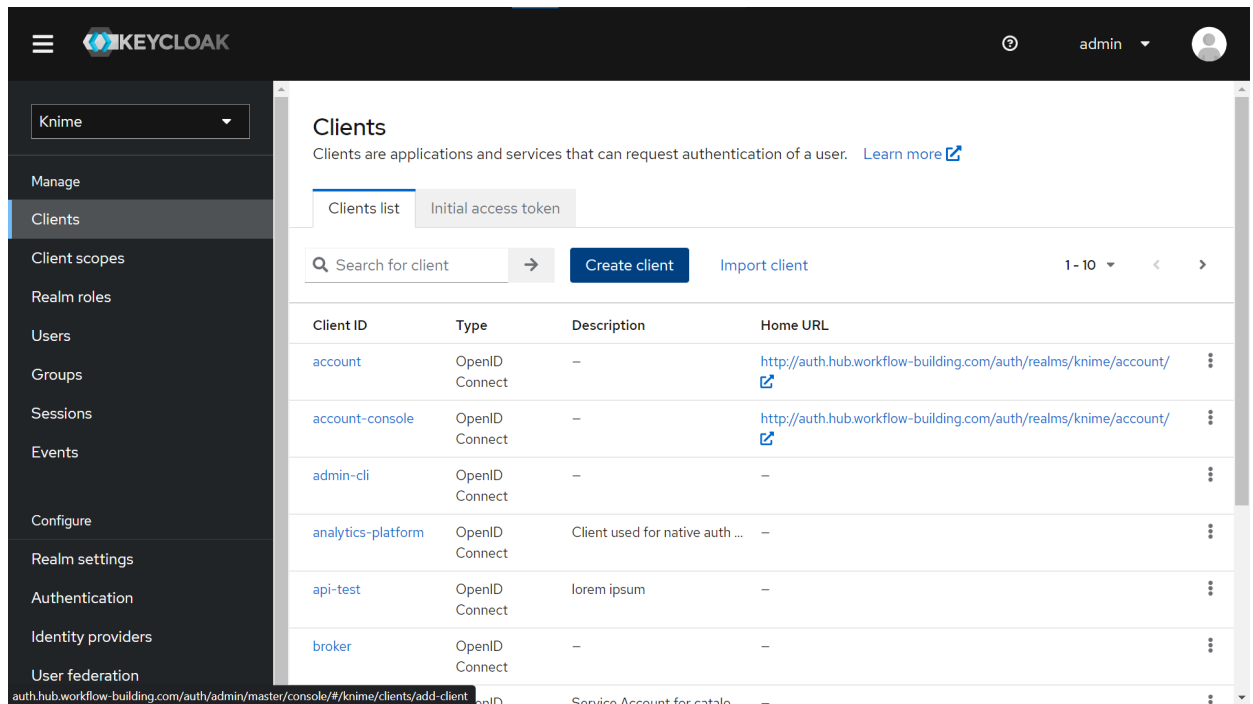 KEYCLOAK
admin
Knime
Manage
Clients
Client scopes
Realm roles
Users
Groups
Sessions
Events
Configure
Realm settings
Authentication
Identity providers
User federation
Clients
Clients are applications and services that can request authentication of a user. Learn more
Clients list Initial access token
Search for client Create client Import client 1 - 10
Client ID Type Description Home URL
account OpenID Connect – http://auth.hub.workflow-building.com/auth/realms/knime/account/
account-console OpenID Connect – http://auth.hub.workflow-building.com/auth/realms/knime/account/
admin-cli OpenID Connect – –
analytics-platform OpenID Connect Client used for native auth ... –
api-test OpenID Connect lorem ipsum –
broker OpenID Connect – –
Service Account for catalo –
auth.hub.workflow-building.com/auth/admin/master/console/#/knime/clients/add-client